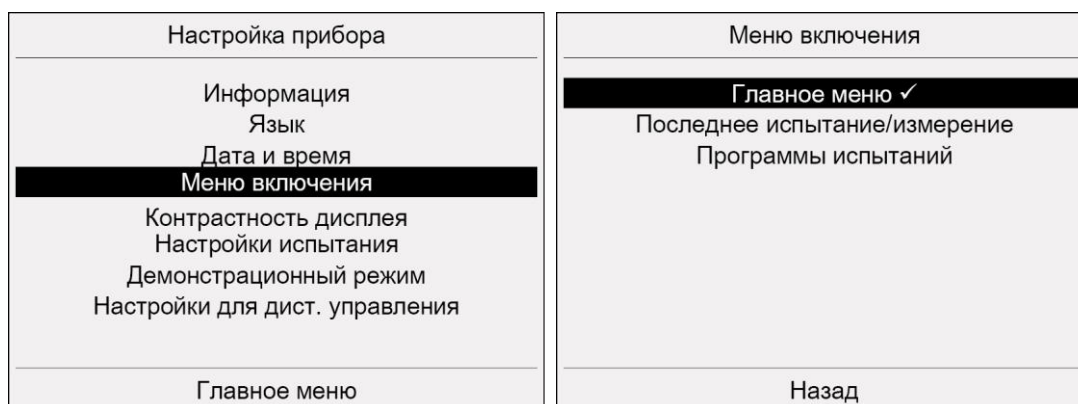 Настройка прибора
Информация
Язык
Дата и время
Меню включения
Контрастность дисплея
Настройки испытания
Демонстрационный режим
Настройки для дист. управления
Главное меню
Меню включения
Главное меню ✓
Последнее испытание/измерение
Программы испытаний
Назад